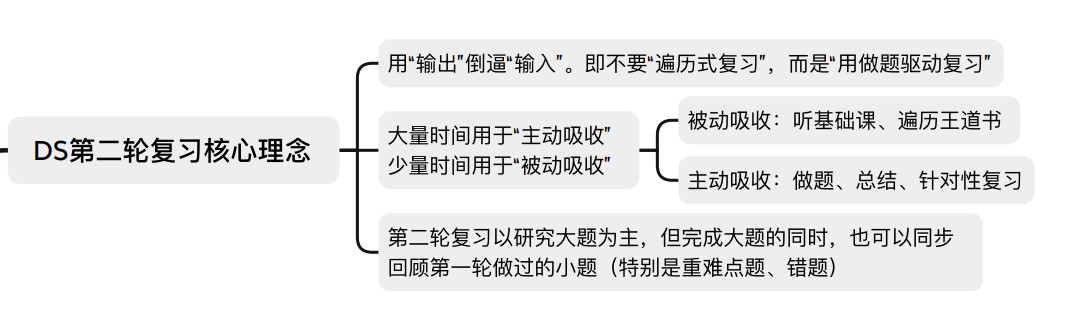 DS第二轮复习核心理念
用“输出”倒逼“输入”。即不要“遍历式复习”，而是“用做题驱动复习”
大量时间用于“主动吸收”
少量时间用于“被动吸收”
被动吸收：听基础课、遍历王道书
主动吸收：做题、总结、针对性复习
第二轮复习以研究大题为主，但完成大题的同时，也可以同步
回顾第一轮做过的小题（特别是重难点题、错题）